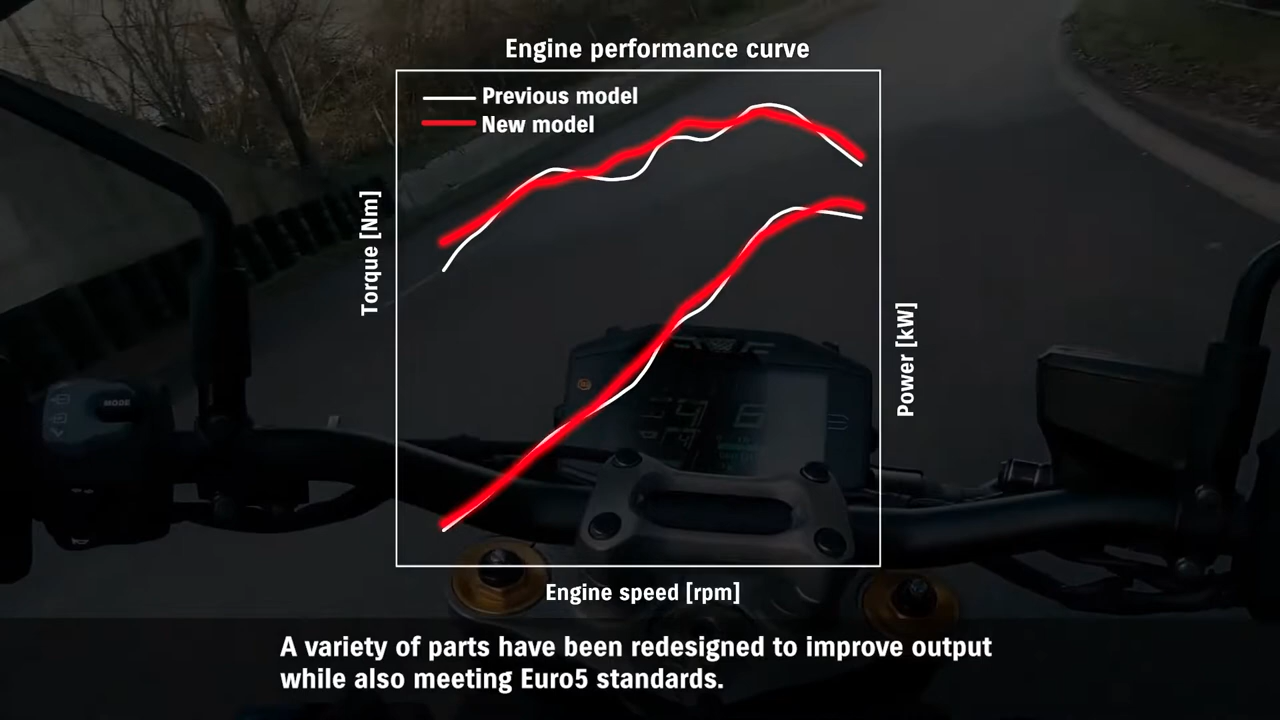 Engine performance curve
Previous model
New model
Torque [Nm]
Power [kW]
MODE
Engine speed [rpm]
A variety of parts have been redesigned to improve output
while also meeting Euro5 standards.